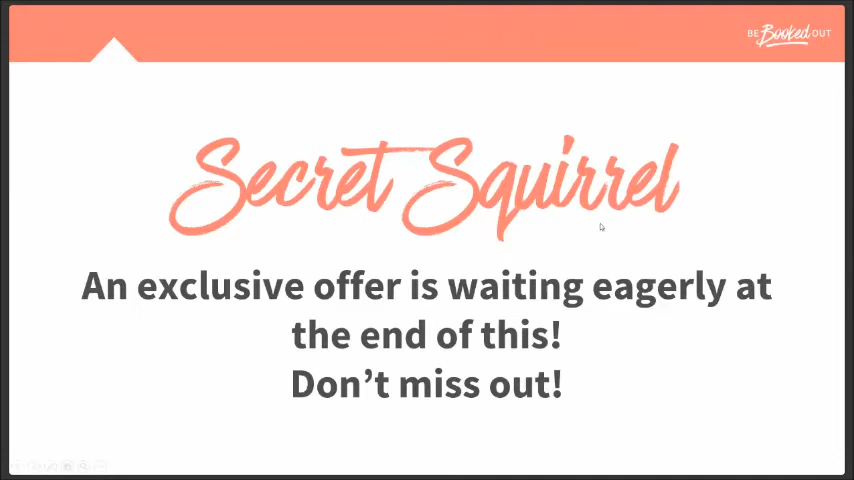 BE Booked OUT
Secret Squirrel
An exclusive offer is waiting eagerly at
the end of this!
Don’t miss out!